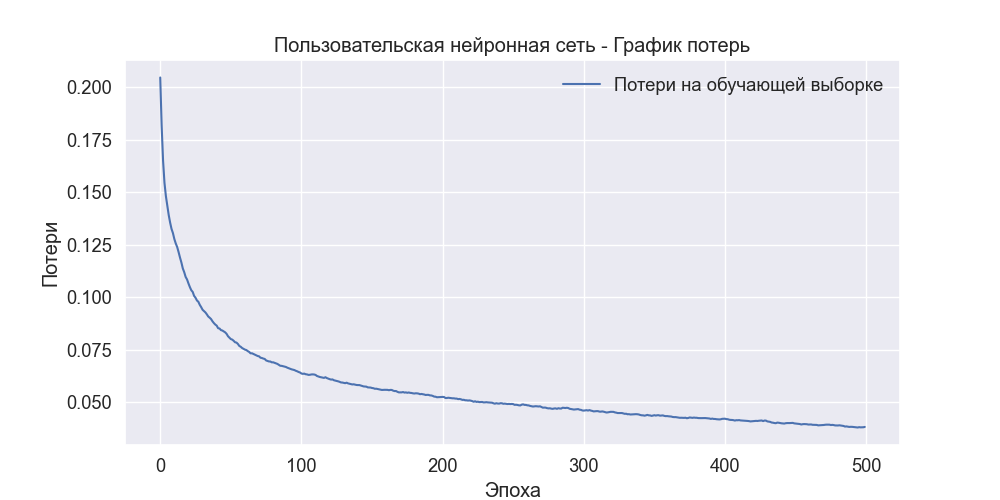 Пользовательская нейронная сеть - График потерь
Потери на обучающей выборке
0.200
0.175
0.150
0.125
0.100
0.075
0.050
Потери
0 100 200 300 400 500
Эпоха